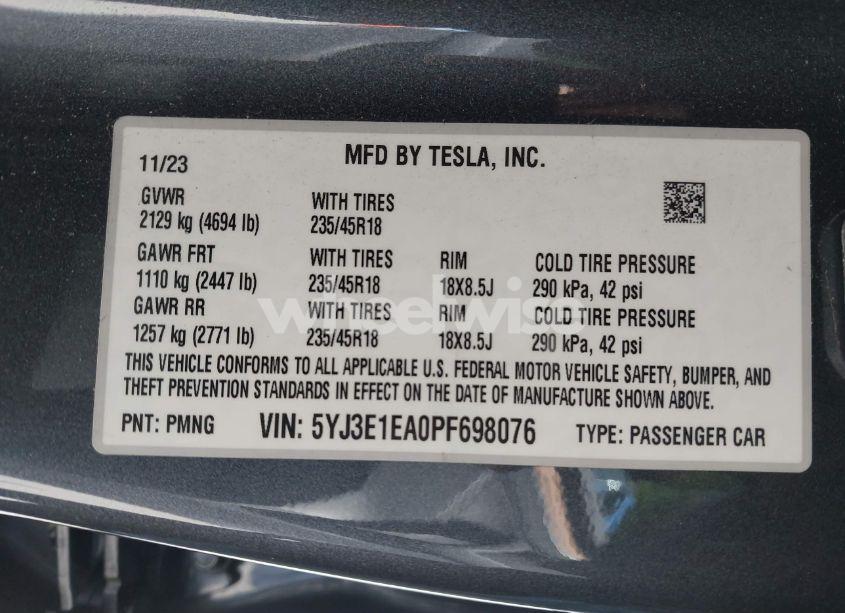 11/23 MFD BY TESLA, INC.
GVWR WITH TIRES
2129 kg (4694 lb) 235/45R18
GAWR FRT WITH TIRES RIM COLD TIRE PRESSURE
1110 kg (2447 lb) 235/45R18 18X8.5J 290 kPa, 42 psi
GAWR RR WITH TIRES RIM COLD TIRE PRESSURE
1257 kg (2771 lb) 235/45R18 18X8.5J 290 kPa, 42 psi
wheelwise
THIS VEHICLE CONFORMS TO ALL APPLICABLE U.S. FEDERAL MOTOR VEHICLE SAFETY, BUMPER, AND
THEFT PREVENTION STANDARDS IN EFFECT ON THE DATE OF MANUFACTURE SHOWN ABOVE.
PNT: PMNG VIN: 5YJ3E1EA0PF698076 TYPE: PASSENGER CAR